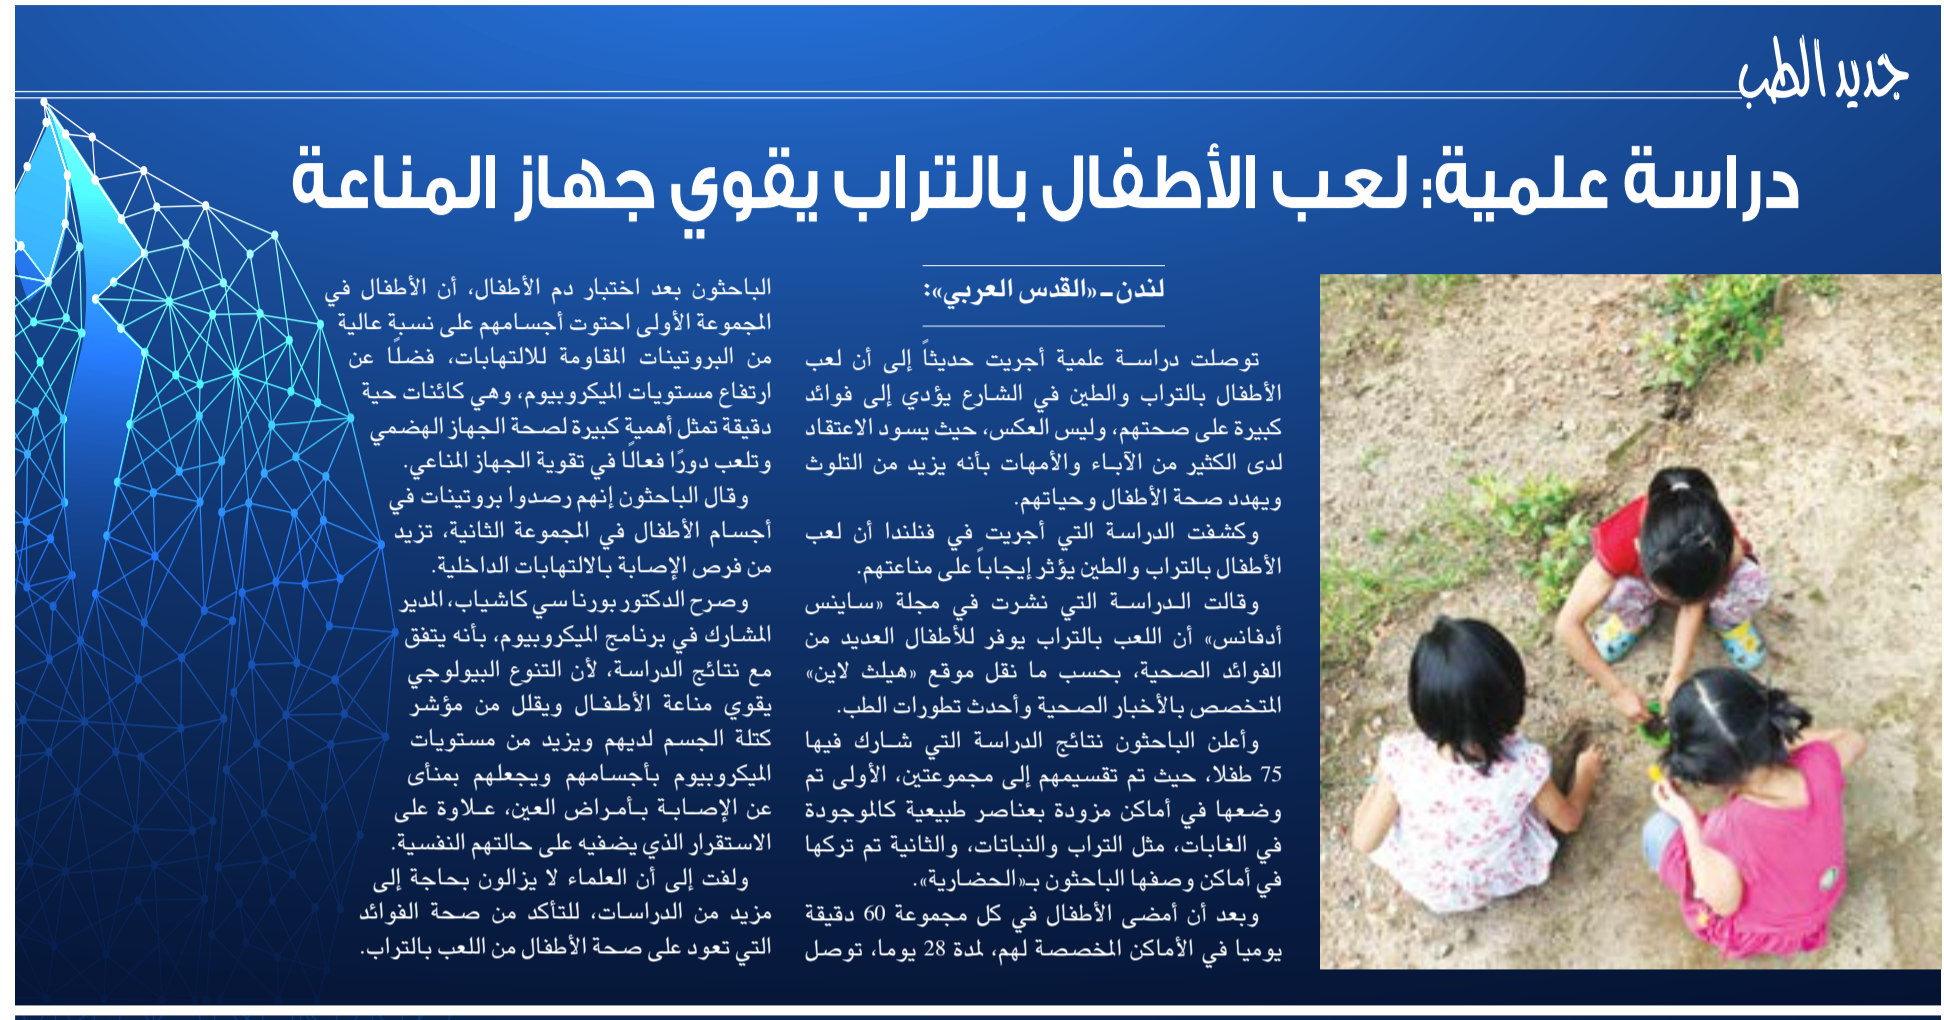 جديد الطب
دراسة علمية: لعب الأطفال بالتراب يقوي جهاز المناعة
لندن ـ «القدس العربي»:
توصلت دراسة علمية أجريت حديثاً إلى أن لعب
الأطفال بالتراب والطين في الشارع يؤدي إلى فوائد
كبيرة على صحتهم، وليس العكس، حيث يسود الاعتقاد
لدى الكثير من الآباء والأمهات بأنه يزيد من التلوث
ويهدد صحة الأطفال وحياتهم.
وكشفت الدراسة التي أجريت في فنلندا أن لعب
الأطفال بالتراب والطين يؤثر إيجاباً على مناعتهم.
وقالت الدراسة التي نشرت في مجلة «ساينس
أدفانس» أن اللعب بالتراب يوفر للأطفال العديد من
الفوائد الصحية، بحسب ما نقل موقع «هيلث لاين»
المتخصص بالأخبار الصحية وأحدث تطورات الطب.
وأعلن الباحثون نتائج الدراسة التي شارك فيها
75 طفلا، حيث تم تقسيمهم إلى مجموعتين، الأولى تم
وضعها في أماكن مزودة بعناصر طبيعية كالموجودة
في الغابات، مثل التراب والنباتات، والثانية تم تركها
في أماكن وصفها الباحثون بـ«الحضارية».
وبعد أن أمضى الأطفال في كل مجموعة 60 دقيقة
يوميا في الأماكن المخصصة لهم، لمدة 28 يوما، توصل
الباحثون بعد اختبار دم الأطفال، أن الأطفال في
المجموعة الأولى احتوت أجسامهم على نسبة عالية
من البروتينات المقاومة للالتهابات، فضلًا عن
ارتفاع مستويات الميكروبيوم، وهي كائنات حية
دقيقة تمثل أهمية كبيرة لصحة الجهاز الهضمي
وتلعب دورًا فعالًا في تقوية الجهاز المناعي.
وقال الباحثون إنهم رصدوا بروتينات في
أجسام الأطفال في المجموعة الثانية، تزيد
من فرص الإصابة بالالتهابات الداخلية.
وصرح الدكتور بورنا سي كاشياب، المدير
المشارك في برنامج الميكروبيوم، بأنه يتفق
مع نتائج الدراسة، لأن التنوع البيولوجي
يقوي مناعة الأطفال ويقلل من مؤشر
كتلة الجسم لديهم ويزيد من مستويات
الميكروبيوم بأجسامهم ويجعلهم بمنأى
عن الإصابة بأمراض العين، علاوة على
الاستقرار الذي يضفيه على حالتهم النفسية.
ولفت إلى أن العلماء لا يزالون بحاجة إلى
مزيد من الدراسات، للتأكد من صحة الفوائد
التي تعود على صحة الأطفال من اللعب بالتراب.